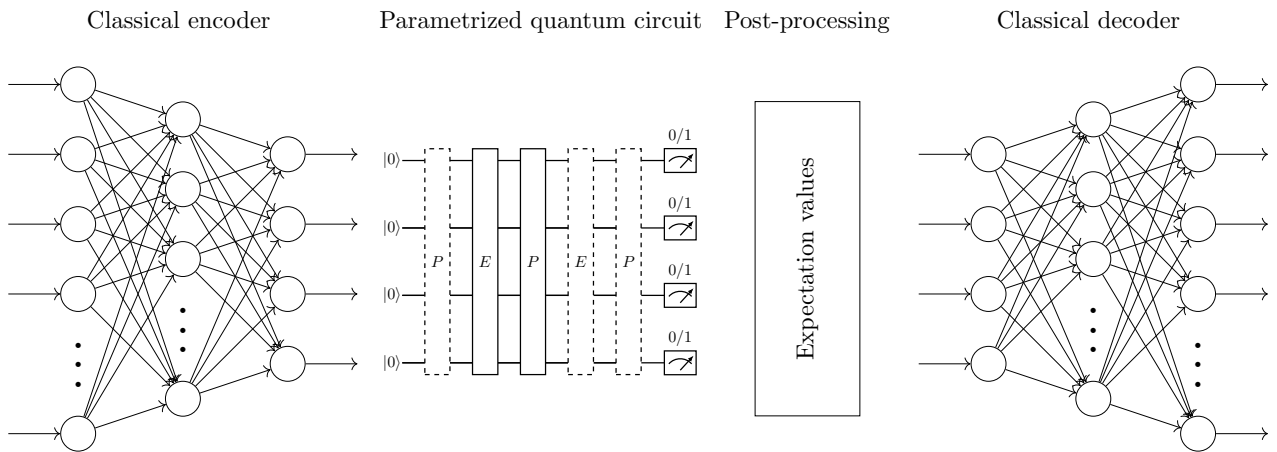 Classical encoder
Parametrized quantum circuit
Post-processing
Classical decoder
0/1
|0⟩
0/1
|0⟩
P
E
P
E
P
0/1
|0⟩
0/1
|0⟩
Expectation values